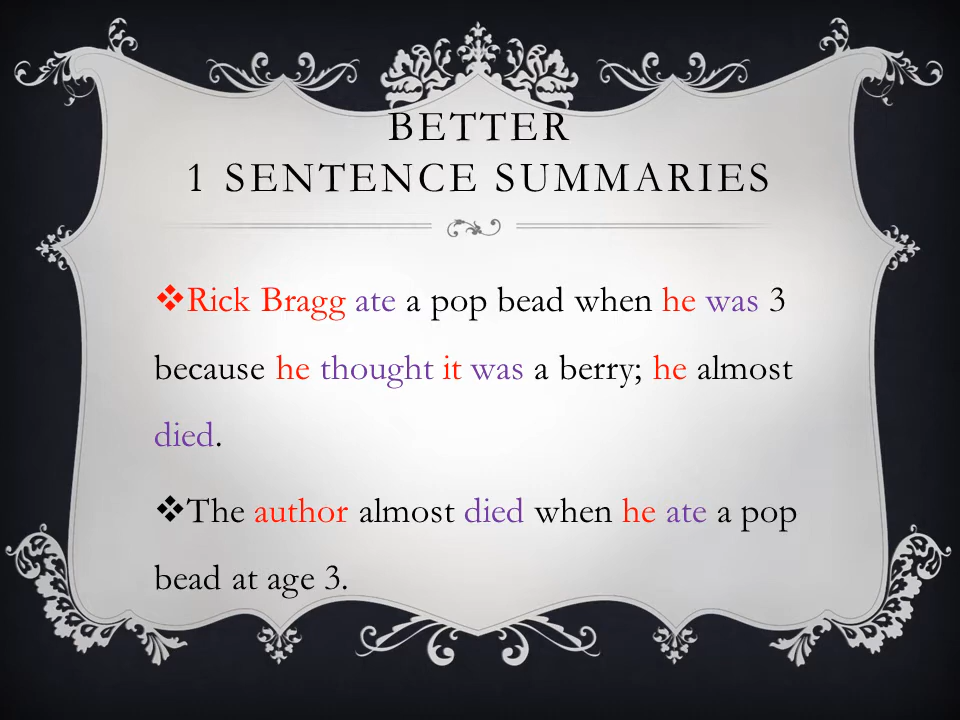 BETTER
1 SENTENCE SUMMARIES
❖Rick Bragg ate a pop bead when he was 3
because he thought it was a berry; he almost
died.
❖The author almost died when he ate a pop
bead at age 3.